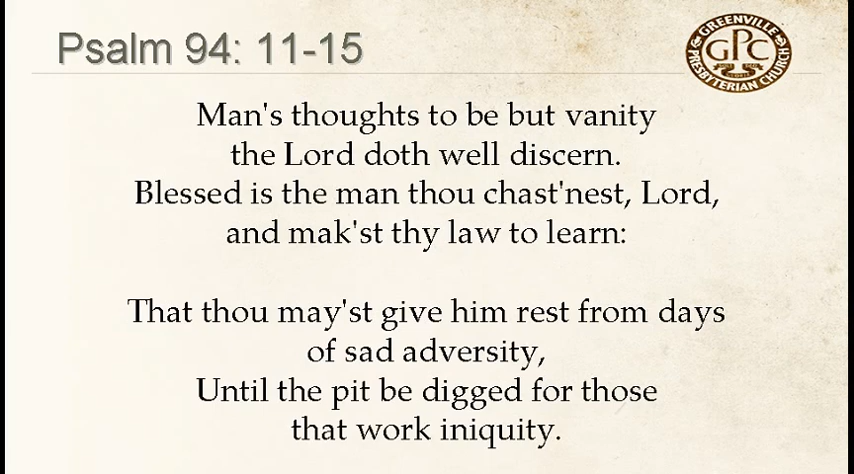 Psalm 94: 11-15
GREENVILLE
GPC
PRESBYTERIAN CHURCH
Man's thoughts to be but vanity
the Lord doth well discern.
Blessed is the man thou chast'nest, Lord,
and mak'st thy law to learn:
That thou may'st give him rest from days
of sad adversity,
Until the pit be digged for those
that work iniquity.